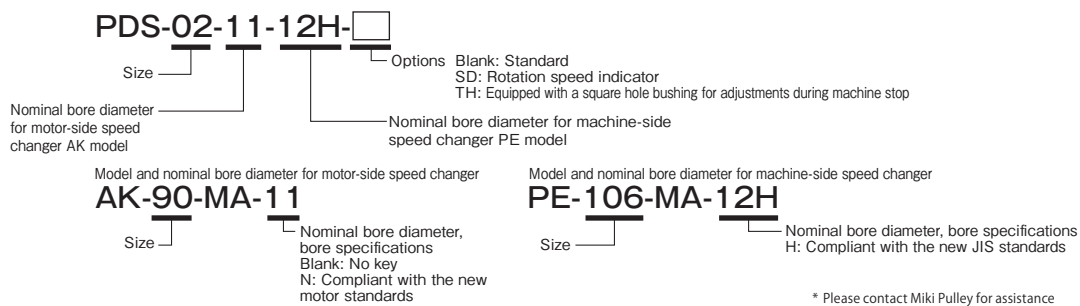 PDS-02-11-12H-
Size
Options Blank: Standard
SD: Rotation speed indicator
TH: Equipped with a square hole bushing for adjustments during machine stop
Nominal bore diameter
for motor-side speed
changer AK model
Nominal bore diameter for machine-side
speed changer PE model
Model and nominal bore diameter for motor-side speed changer
AK-90-MA-11
Size
Nominal bore diameter,
bore specifications
Blank: No key
N: Compliant with the new
motor standards
Model and nominal bore diameter for machine-side speed changer
PE-106-MA-12H
Size
Nominal bore diameter, bore specifications
H: Compliant with the new JIS standards
* Please contact Miki Pulley for assistance